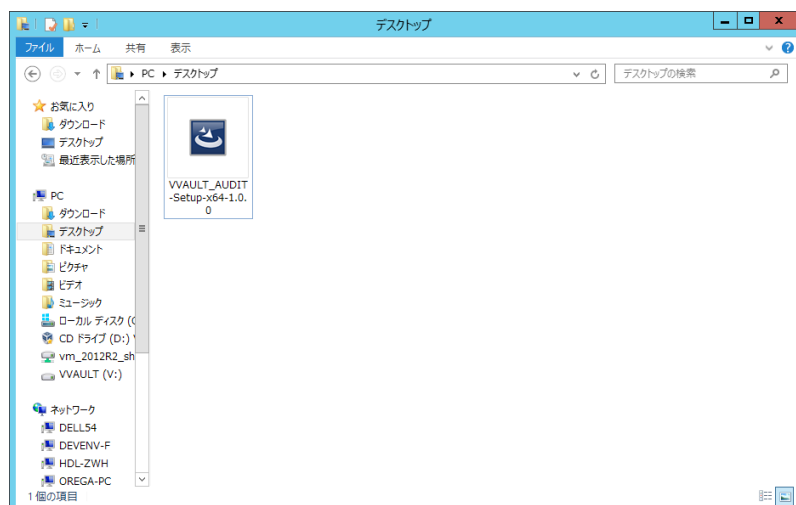 デスクトップ
ファイル ホーム 共有 表示
PC デスクトップ
デスクトップの検索
お気に入り
ダウンロード
デスクトップ
最近表示した場所
PC
ダウンロード
デスクトップ
ドキュメント
ピクチャ
ビデオ
ミュージック
ローカル ディスク (C
CD ドライブ (D:)
vm_2012R2_sh
VVAULT (V:)
ネットワーク
DELL54
DEVENV-F
HDL-ZWH
OREGA-PC
VVAULT_AUDIT
-Setup-x64-1.0.
0
1 個の項目